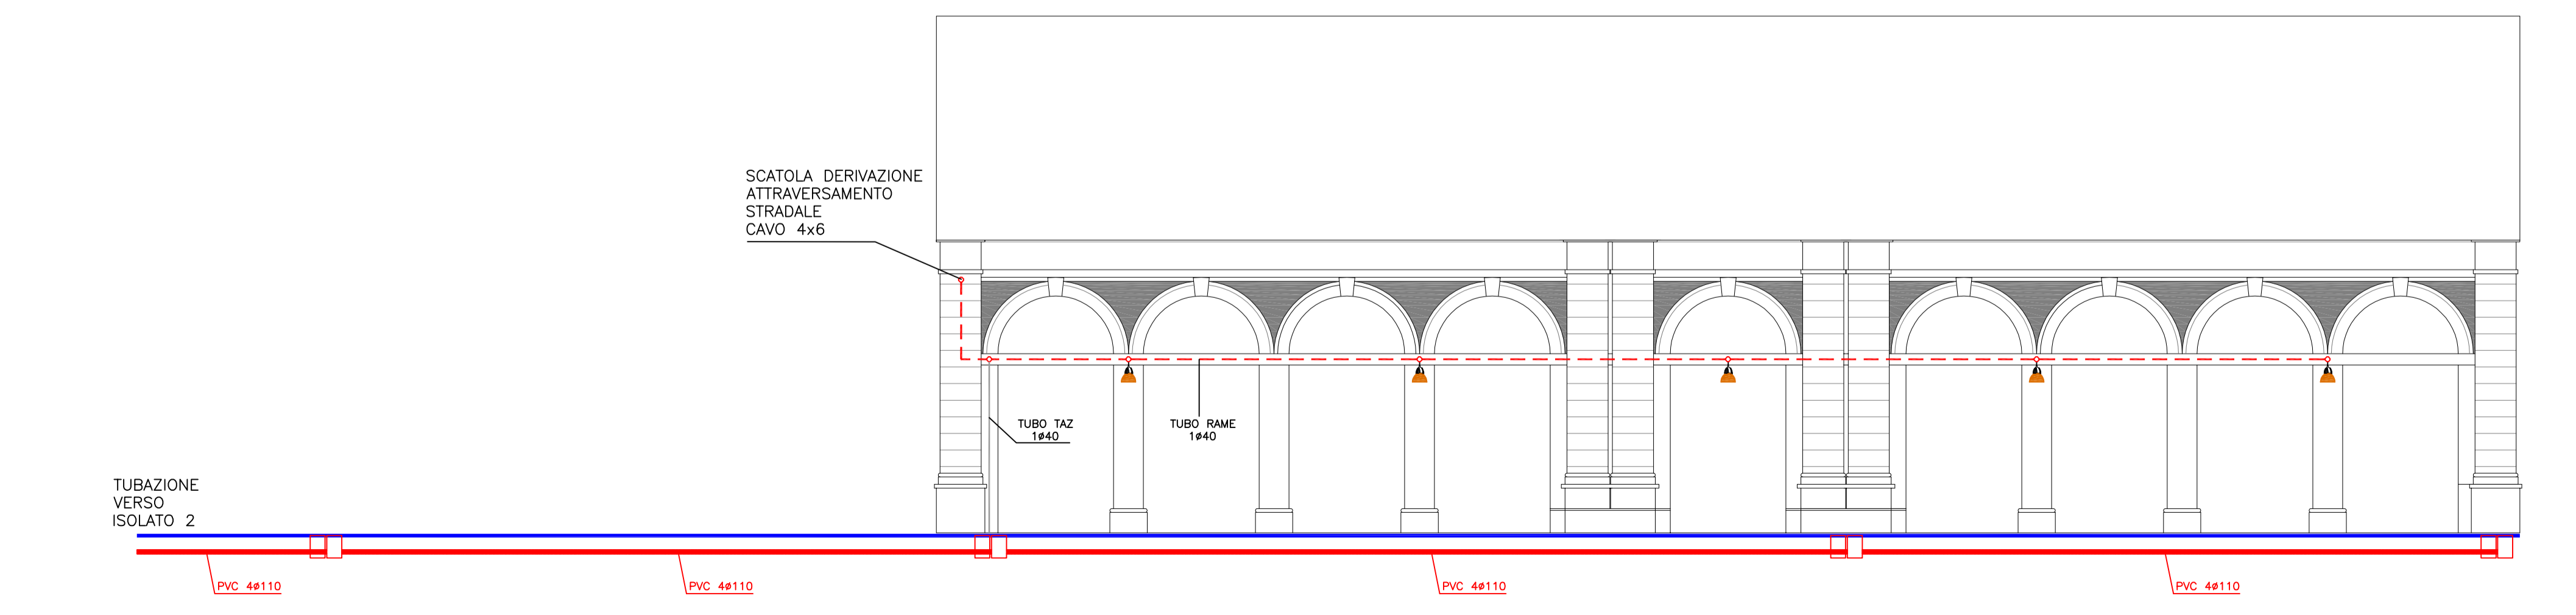 SCATOLA DERIVAZIONE
ATTRAVERSAMENTO
STRADALE
CAVO 4x6
TUBO TAZ
1ø40
TUBO RAME
1ø40
TUBAZIONE
VERSO
ISOLATO 2
PVC 4ø110
PVC 4ø110
PVC 4ø110
PVC 4ø110